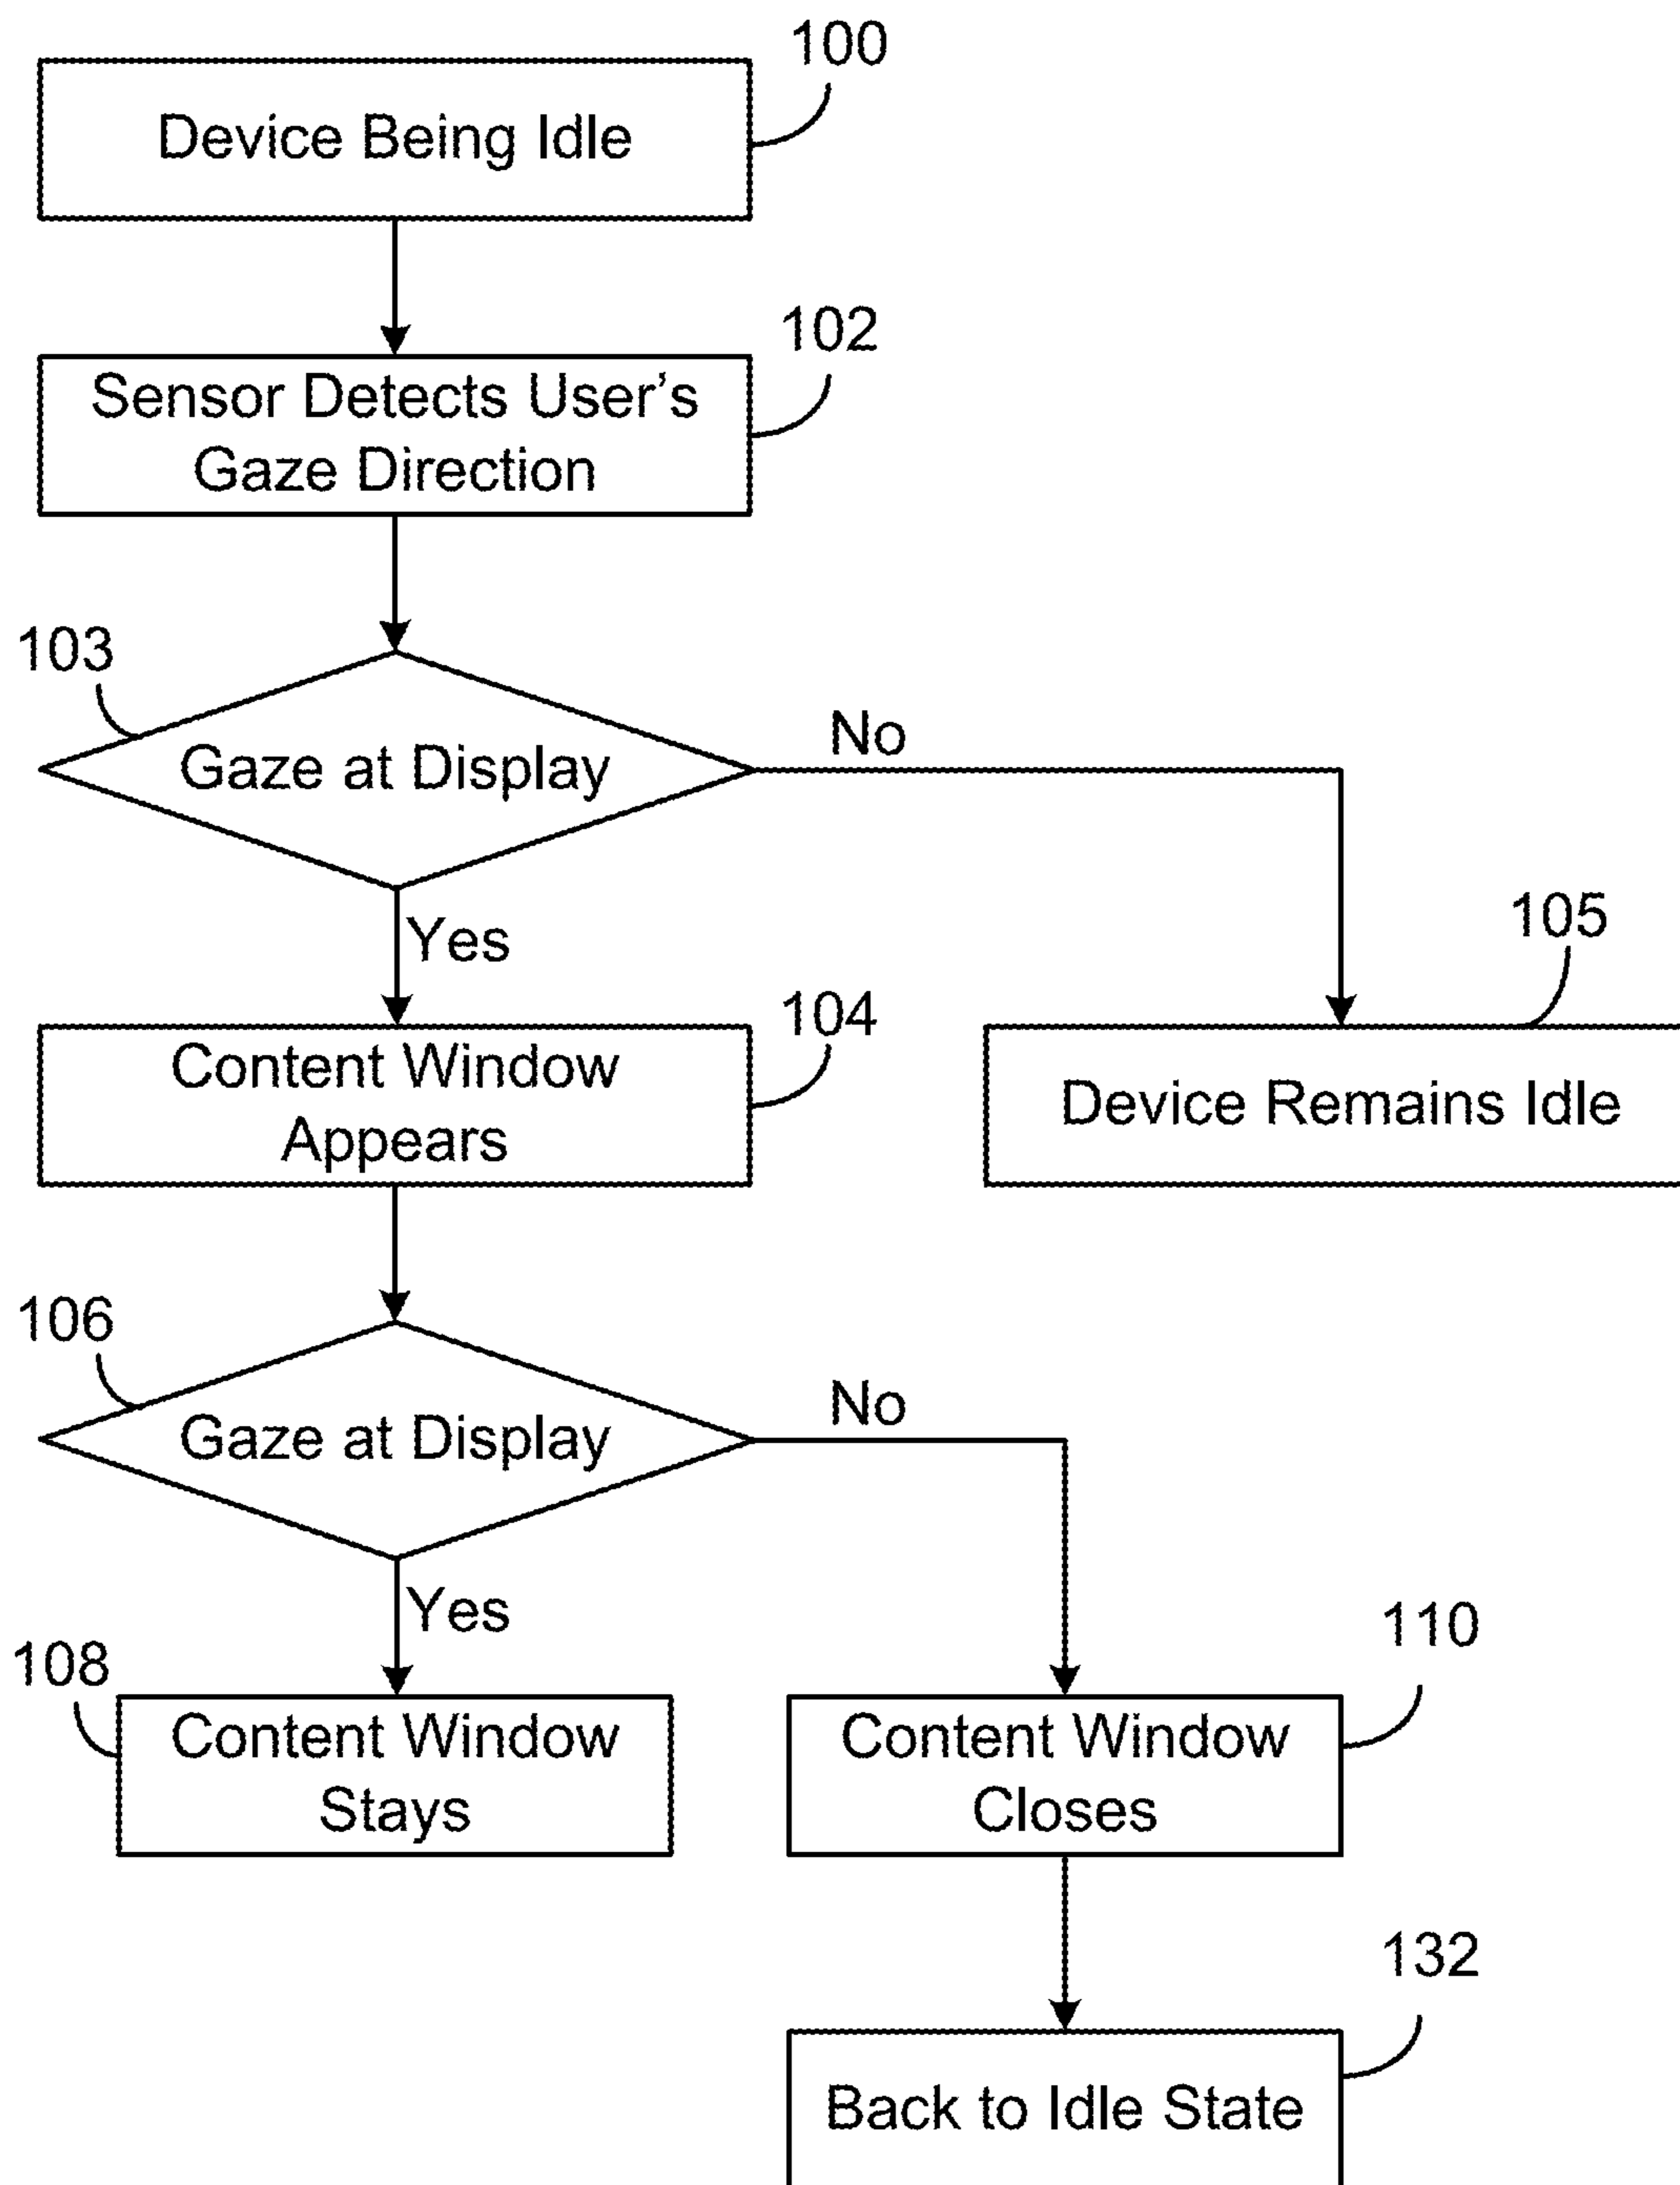 100
Device Being Idle
102
Sensor Detects User's
Gaze Direction
103
Gaze at Display
No
Yes
105
104
Content Window
Appears
Device Remains Idle
106
Gaze at Display
No
Yes
110
108
Content Window
Stays
Content Window
Closes
132
Back to Idle State